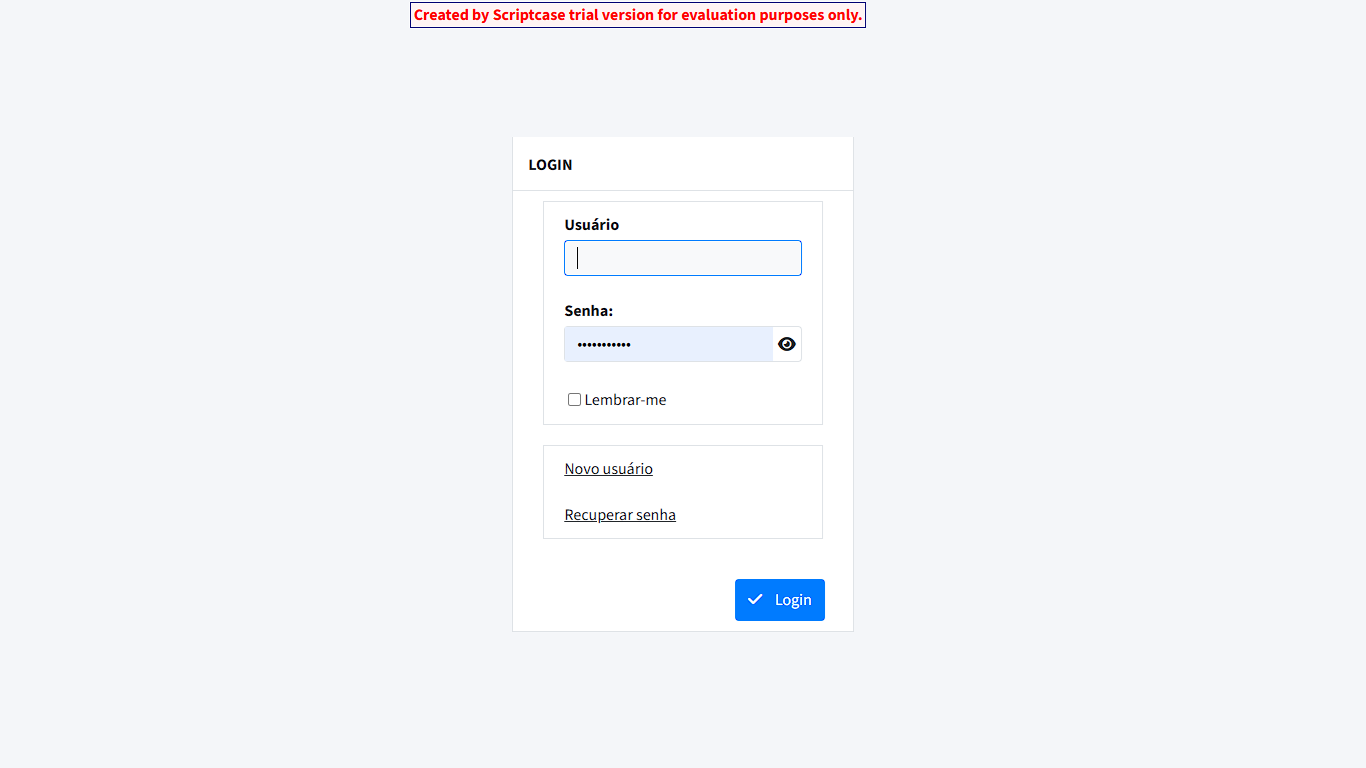 Created by Scriptcase trial version for evaluation purposes only.
LOGIN
Usuário
Senha:
•••••••••••
Lembrar-me
Novo usuário
Recuperar senha
Login